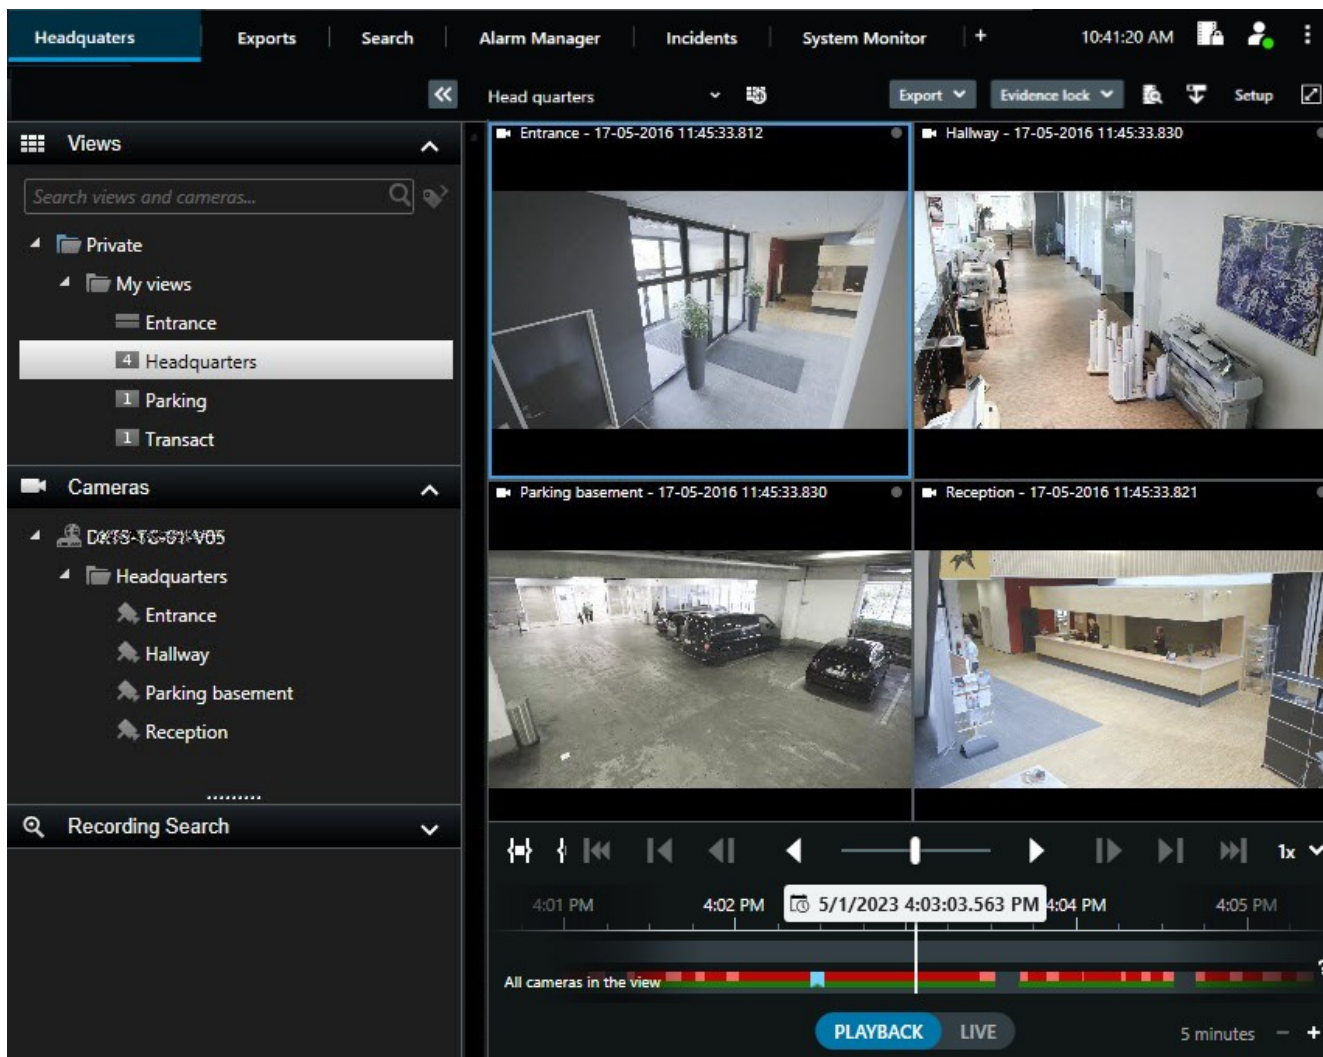 Headquaters Exports Search Alarm Manager Incidents System Monitor + 10:41:20 AM
Head quarters Export Evidence lock Setup
Views
Search views and cameras...
Private
My views
Entrance
4 Headquarters
1 Parking
1 Transact
Cameras
Headquarters
Entrance
Hallway
Parking basement
Reception
Recording Search
Entrance - 17-05-2016 11:45:33.812
Hallway - 17-05-2016 11:45:33.830
Parking basement - 17-05-2016 11:45:33.830
Reception - 17-05-2016 11:45:33.821
1x
4:01 PM 4:02 PM 5/1/2023 4:03:03.563 PM 4:04 PM 4:05 PM
All cameras in the view
PLAYBACK LIVE
5 minutes - +